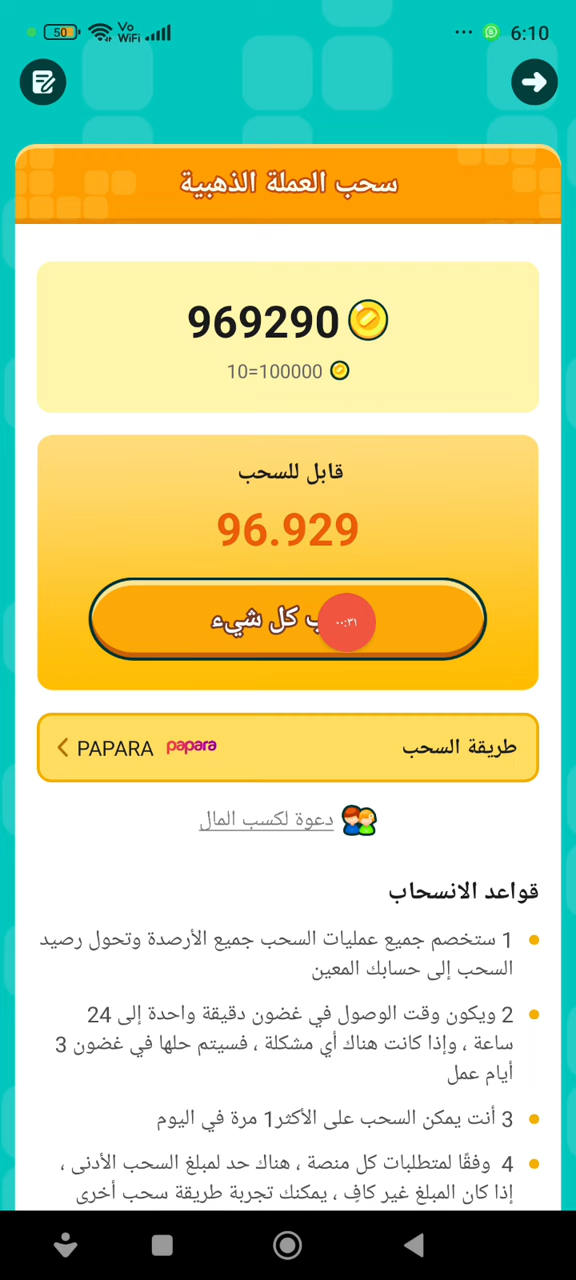 50 Vo WiFi ... 6:10
سحب العملة الذهبية
969290
10=100000
قابل للسحب
96.929
ب كل شيء
٠٠:٣١
طريقة السحب papara PAPARA
دعوة لكسب المال
قواعد الانسحاب
1 ستخصم جميع عمليات السحب جميع الأرصدة وتحول رصيد
السحب إلى حسابك المعين
2 ويكون وقت الوصول في غضون دقيقة واحدة إلى 24
ساعة ، وإذا كانت هناك أي مشكلة ، فسيتم حلها في غضون 3
أيام عمل
3 أنت يمكن السحب على الأكثر1 مرة في اليوم
4 وفقًا لمتطلبات كل منصة ، هناك حد لمبلغ السحب الأدنى ،
إذا كان المبلغ غير كافٍ ، يمكنك تجربة طريقة سحب أخرى